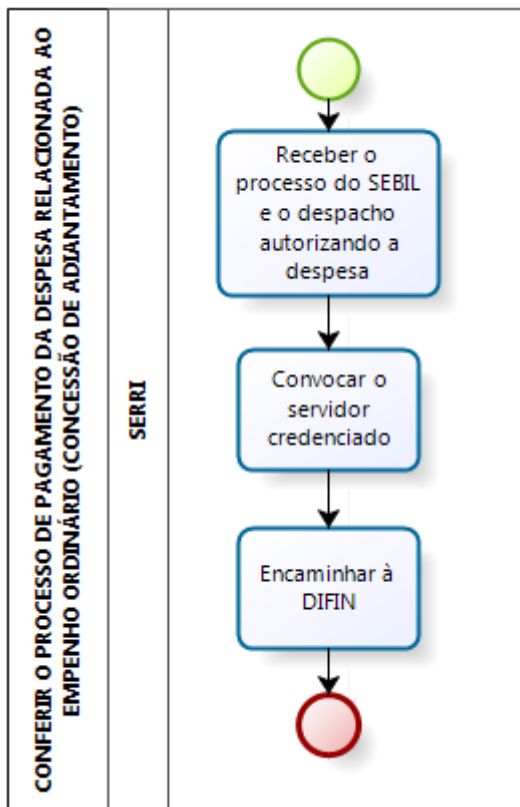 CONFERIR O PROCESSO DE PAGAMENTO DA DESPESA RELACIONADA AO
EMPENHO ORDINÁRIO (CONCESSÃO DE ADIANTAMENTO)
SERRI
Receber o
processo do SEBIL
e o despacho
autorizando a
despesa
Convocar o
servidor
credenciado
Encaminhar à
DIFIN